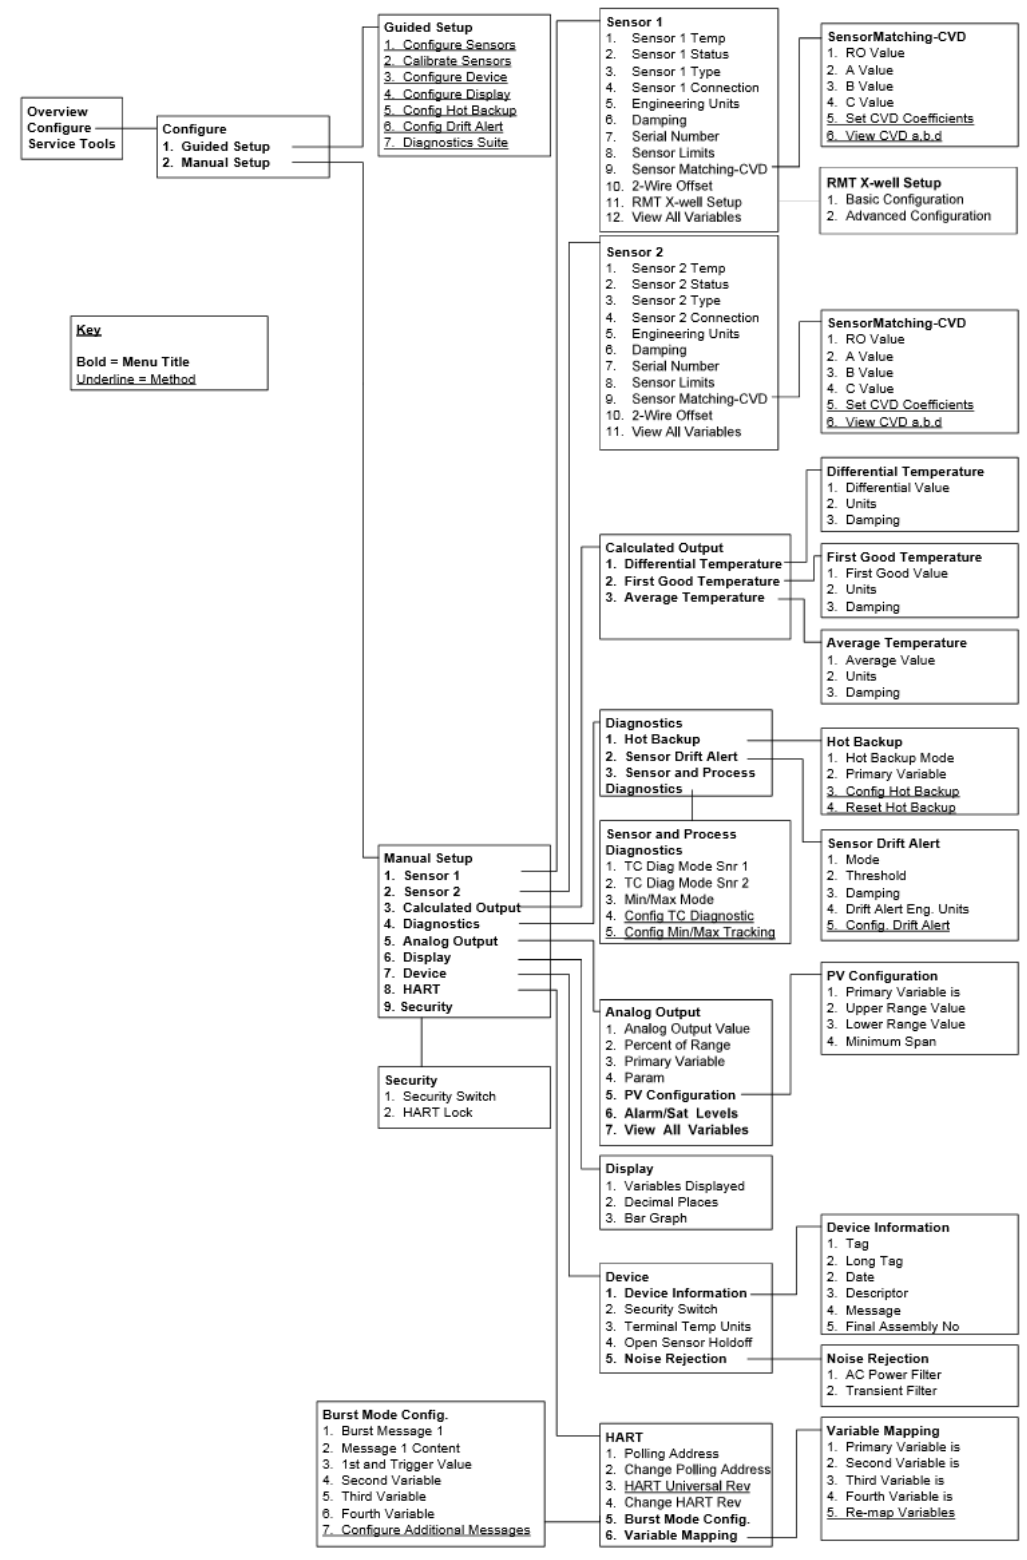 Overview
Configure
Service Tools
Configure
1. Guided Setup
2. Manual Setup
Guided Setup
1. Configure Sensors
2. Calibrate Sensors
3. Configure Device
4. Configure Display
5. Config Hot Backup
6. Config Drift Alert
7. Diagnostics Suite
Key
Bold = Menu Title
Underline = Method
Manual Setup
1. Sensor 1
2. Sensor 2
3. Calculated Output
4. Diagnostics
5. Analog Output
6. Display
7. Device
8. HART
9. Security
Security
1. Security Switch
2. HART Lock
Sensor 1
1. Sensor 1 Temp
2. Sensor 1 Status
3. Sensor 1 Type
4. Sensor 1 Connection
5. Engineering Units
6. Damping
7. Serial Number
8. Sensor Limits
9. Sensor Matching-CVD
10. 2-Wire Offset
11. RMT X-well Setup
12. View All Variables
SensorMatching-CVD
1. RO Value
2. A Value
3. B Value
4. C Value
5. Set CVD Coefficients
6. View CVD a,b,d
RMT X-well Setup
1. Basic Configuration
2. Advanced Configuration
Sensor 2
1. Sensor 2 Temp
2. Sensor 2 Status
3. Sensor 2 Type
4. Sensor 2 Connection
5. Engineering Units
6. Damping
7. Serial Number
8. Sensor Limits
9. Sensor Matching-CVD
10. 2-Wire Offset
11. View All Variables
SensorMatching-CVD
1. RO Value
2. A Value
3. B Value
4. C Value
5. Set CVD Coefficients
6. View CVD a,b,d
Calculated Output
1. Differential Temperature
2. First Good Temperature
3. Average Temperature
Differential Temperature
1. Differential Value
2. Units
3. Damping
First Good Temperature
1. First Good Value
2. Units
3. Damping
Average Temperature
1. Average Value
2. Units
3. Damping
Diagnostics
1. Hot Backup
2. Sensor Drift Alert
3. Sensor and Process
Diagnostics
Hot Backup
1. Hot Backup Mode
2. Primary Variable
3. Config Hot Backup
4. Reset Hot Backup
Sensor and Process
Diagnostics
1. TC Diag Mode Snr 1
2. TC Diag Mode Snr 2
3. Min/Max Mode
4. Config TC Diagnostic
5. Config Min/Max Tracking
Sensor Drift Alert
1. Mode
2. Threshold
3. Damping
4. Drift Alert Eng. Units
5. Config. Drift Alert
Analog Output
1. Analog Output Value
2. Percent of Range
3. Primary Variable
4. Param
5. PV Configuration
6. Alarm/Sat Levels
7. View All Variables
PV Configuration
1. Primary Variable is
2. Upper Range Value
3. Lower Range Value
4. Minimum Span
Display
1. Variables Displayed
2. Decimal Places
3. Bar Graph
Device
1. Device Information
2. Security Switch
3. Terminal Temp Units
4. Open Sensor Holdoff
5. Noise Rejection
Device Information
1. Tag
2. Long Tag
2. Date
3. Descriptor
4. Message
5. Final Assembly No
Noise Rejection
1. AC Power Filter
2. Transient Filter
Burst Mode Config.
1. Burst Message 1
2. Message 1 Content
3. 1st and Trigger Value
4. Second Variable
5. Third Variable
6. Fourth Variable
7. Configure Additional Messages
HART
1. Polling Address
2. Change Polling Address
3. HART Universal Rev
4. Change HART Rev
5. Burst Mode Config.
6. Variable Mapping
Variable Mapping
1. Primary Variable is
2. Second Variable is
3. Third Variable is
4. Fourth Variable is
5. Re-map Variables